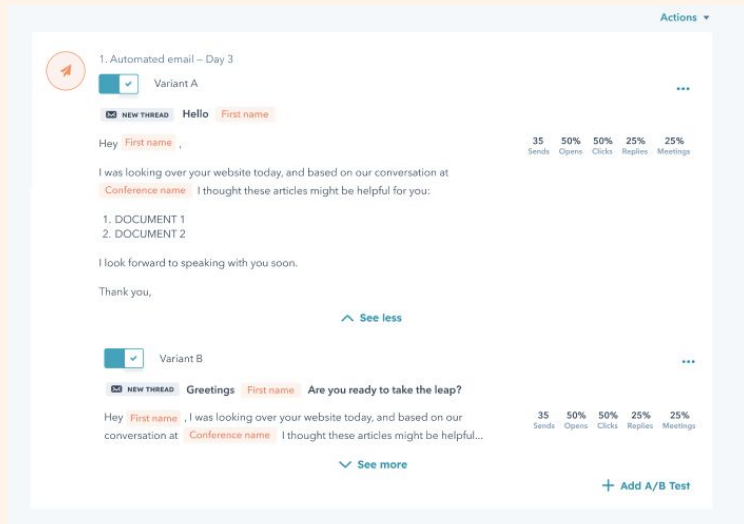 Actions
1. Automated email – Day 3
Variant A
NEW THREAD Hello First name
Hey First name ,
35 50% 50% 25% 25%
Sends Opens Clicks Replies Meetings
I was looking over your website today, and based on our conversation at
Conference name I thought these articles might be helpful for you:
1. DOCUMENT 1
2. DOCUMENT 2
I look forward to speaking with you soon.
Thank you,
See less
Variant B
NEW THREAD Greetings First name Are you ready to take the leap?
Hey First name , I was looking over your website today, and based on our
conversation at Conference name I thought these articles might be helpful...
35 50% 50% 25% 25%
Sends Opens Clicks Replies Meetings
See more
+ Add A/B Test